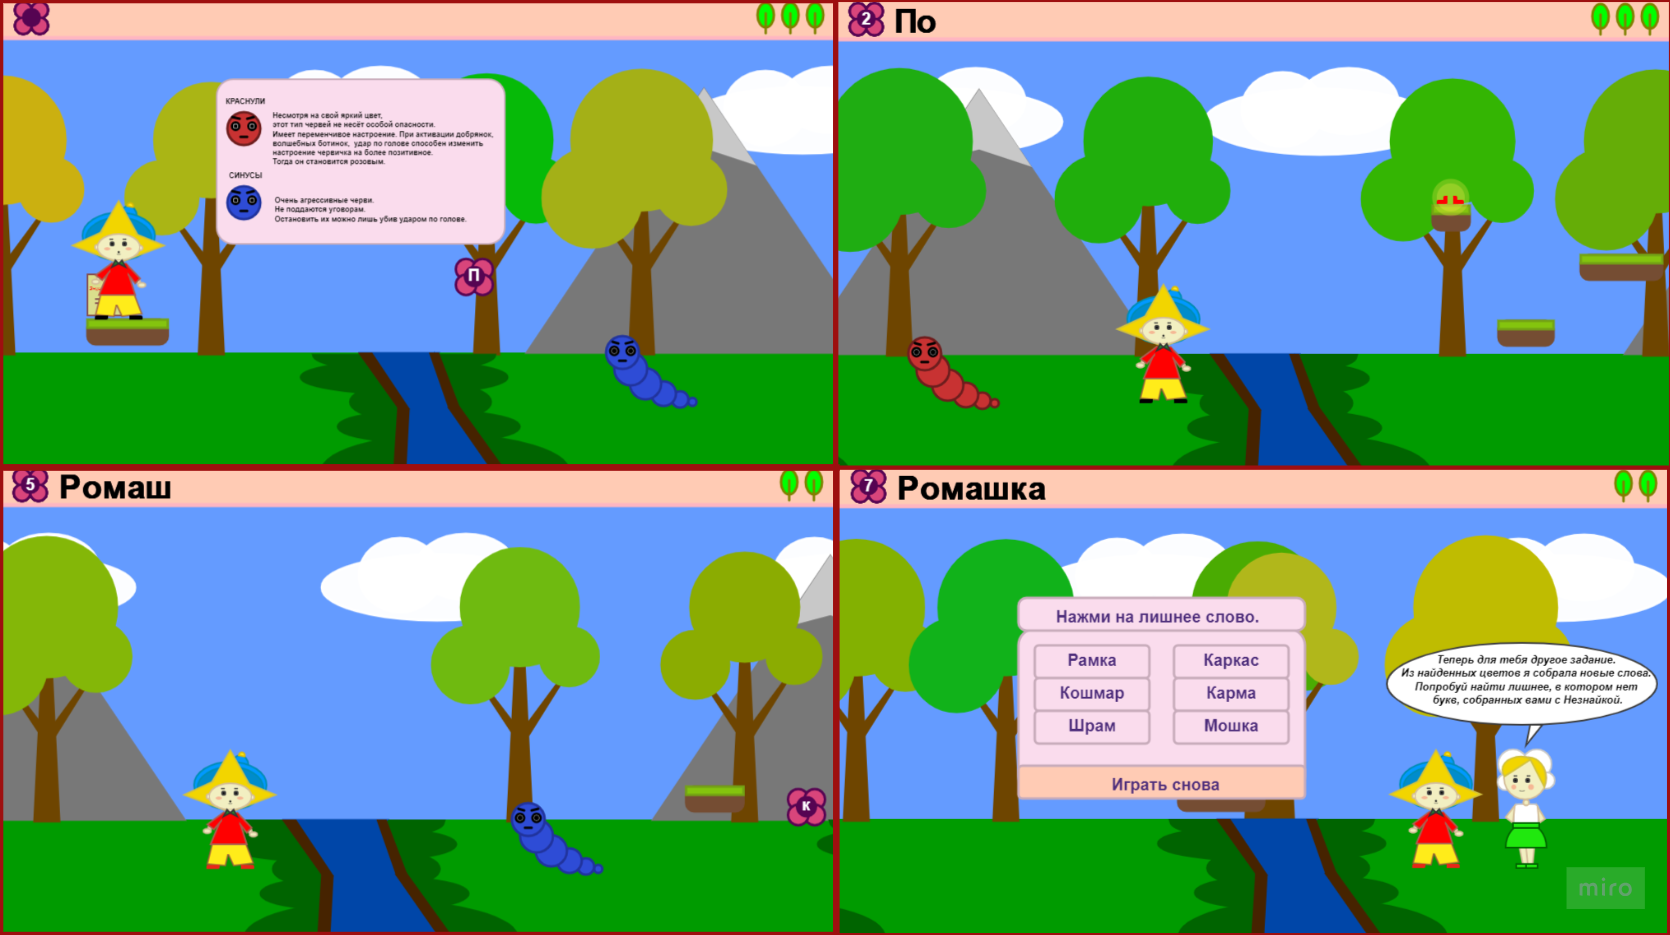 КРАСНУЛИ
Несмотря на свой яркий цвет,
этот тип червей не несёт особой опасности.
Имеет переменчивое настроение. При активации добрянок,
волшебных ботинок, удар по голове способен изменить
настроение червичка на более позитивное.
Тогда он становится розовым.
СИНУСЫ
Очень агрессивные черви.
Не поддаются уговорам.
Остановить их можно лишь убив ударом по голове.
П
2 По
5 Ромаш
К
7 Ромашка
Нажми на лишнее слово.
Рамка Каркас
Кошмар Карма
Шрам Мошка
Играть снова
Теперь для тебя другое задание.
Из найденных цветов я собрала новые слова.
Попробуй найти лишнее, в котором нет
букв, собранных вами с Незнайкой.
miro